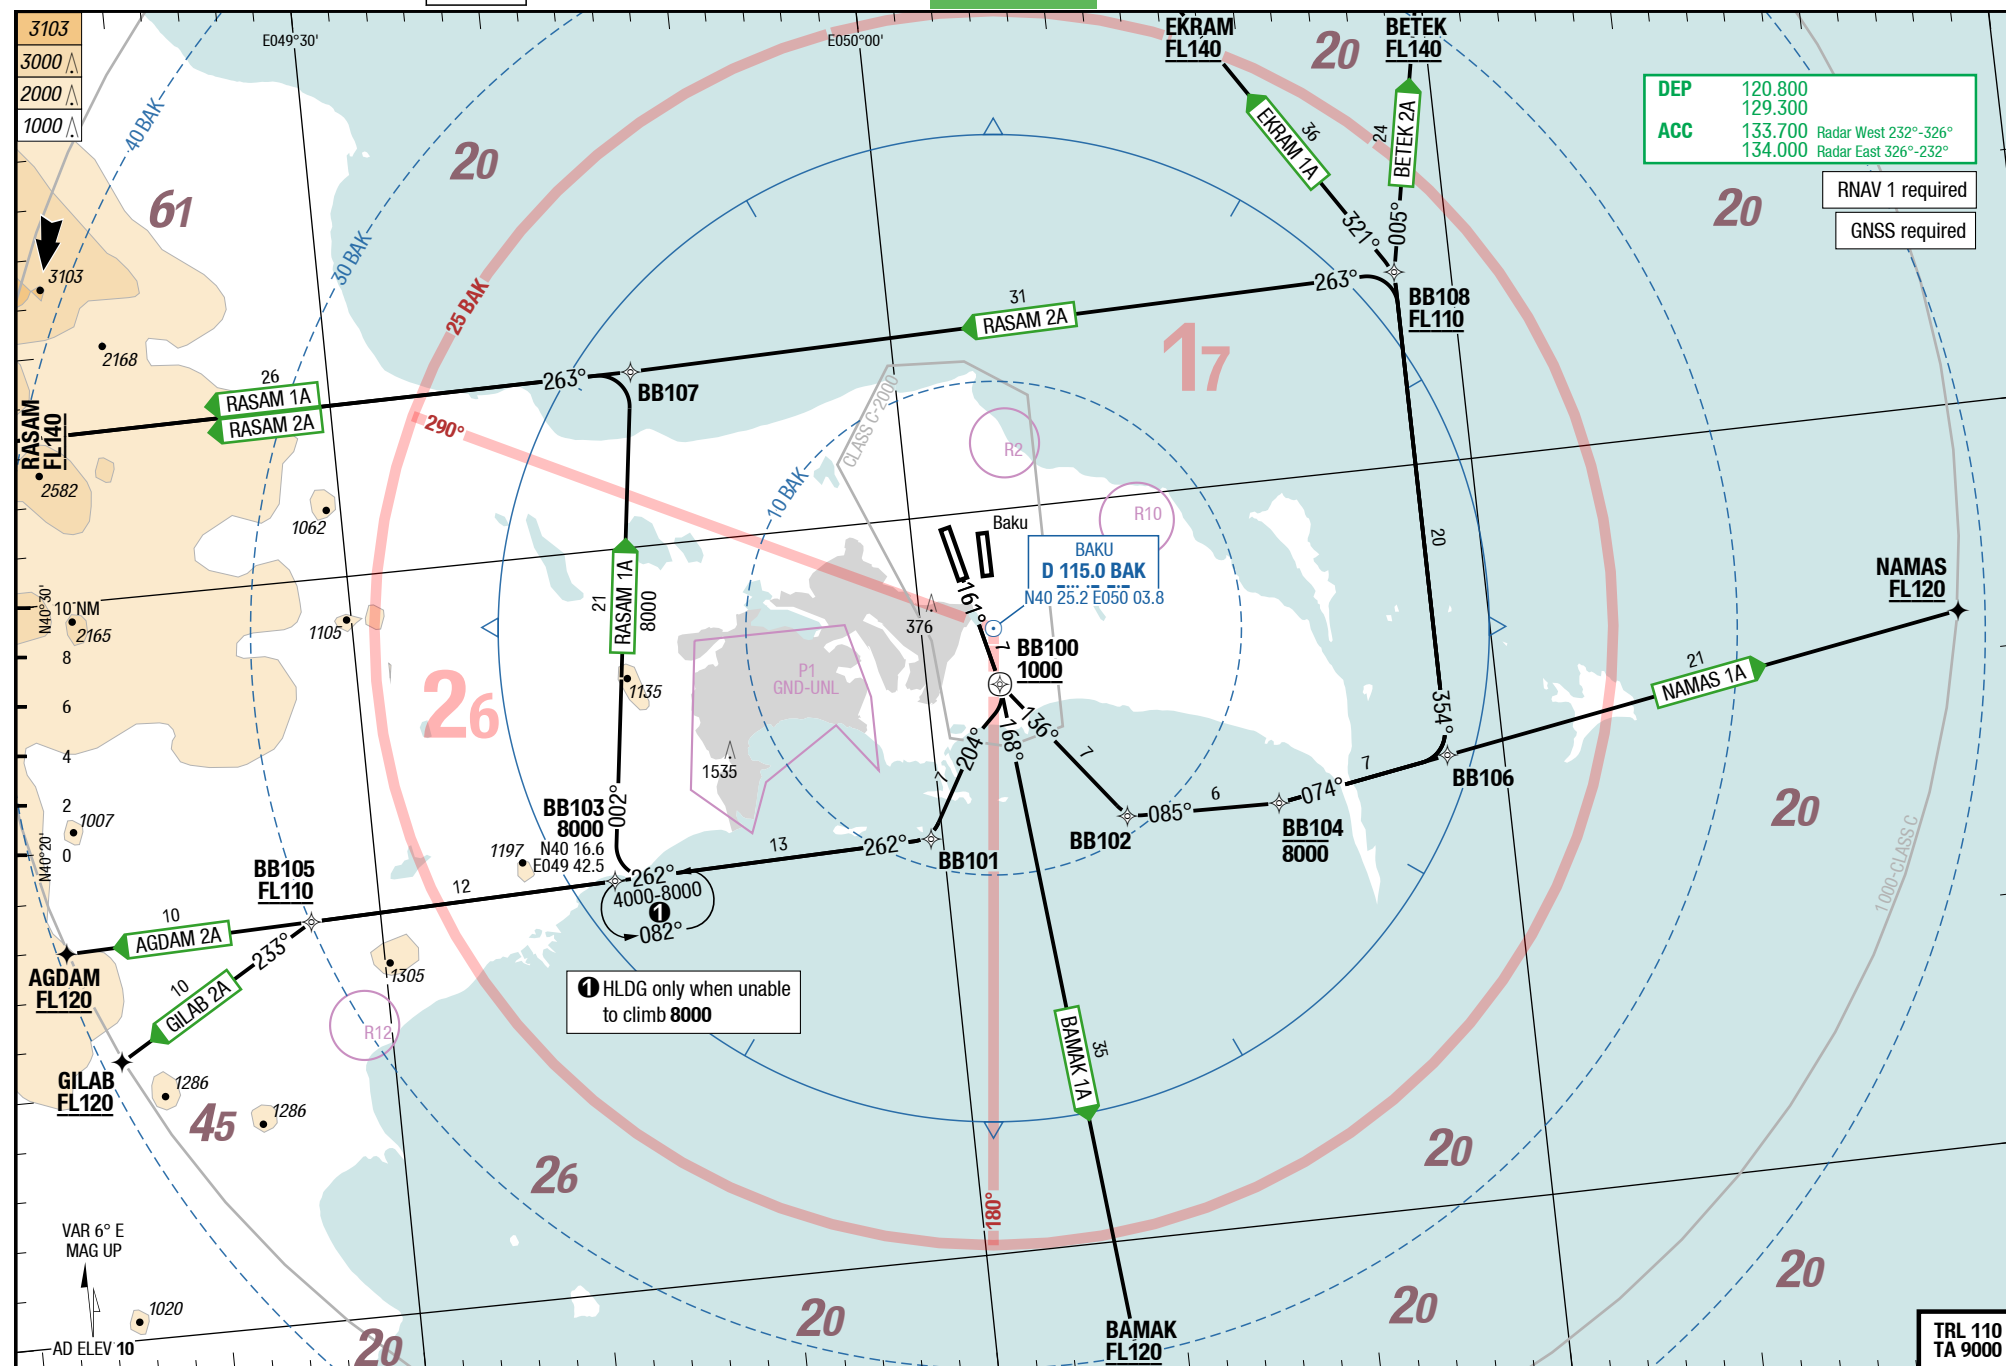 3103
3000
2000
1000
E049°30'
E050°00'
EKRAM
FL140
BETEK
FL140
20
DEP 120.800
129.300
ACC 133.700 Radar West 232°-326°
134.000 Radar East 326°-232°
RNAV 1 required
GNSS required
40 BAK
61
20
20
30 BAK
25 BAK
EKRAM 1A
36
24
BETEK 2A
321°
005°
3103
2168
263°
BB108
FL110
31
RASAM 2A
17
26
RASAM 1A
RASAM 2A
263°
BB107
RASAM
FL140
290°
CLASS C-2000
R2
R10
2582
1062
10 BAK
Baku
BAKU
D 115.0 BAK
N40 25.2 E050 03.8
20
NAMAS
FL120
N40°30'
10 NM
2165
8
6
4
2
0
1105
21
RASAM 1A
8000
161°
376
7
BB100
1000
P1
GND-UNL
1135
26
1535
354°
21
NAMAS 1A
136°
7
168°
204°
7
BB106
7
074°
6
085°
BB102
BB104
8000
20
1007
N40°20'
002°
BB103
8000
N40 16.6
E049 42.5
1197
13
262°
BB101
262°
4000-8000
1
082°
BB105
FL110
12
10
AGDAM 2A
233°
10
GILAB 2A
AGDAM
FL120
1305
1000-CLASS C
1 HLDG only when unable
to climb 8000
R12
GILAB
FL120
1286
1286
45
BAMAK 1A
35
26
20
180°
VAR 6° E
MAG UP
1020
AD ELEV 10
20
20
20
20
BAMAK
FL120
TRL 110
TA 9000